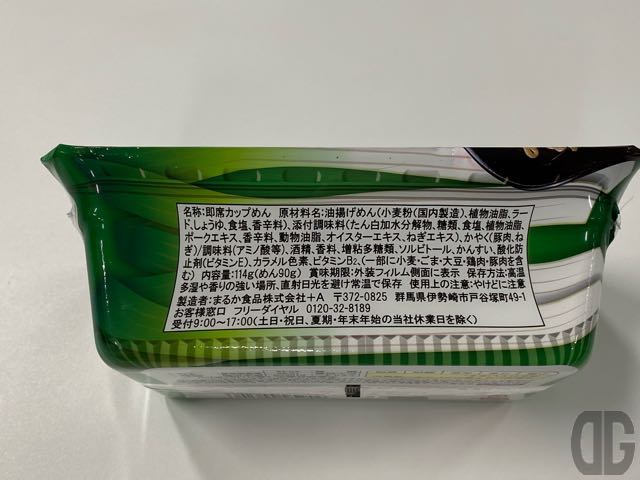 名称:即席カップめん 原材料名:油揚げめん(小麦粉(国内製造)、植物油脂、ラー
ド、しょうゆ、食塩、香辛料)、添付調味料(たん白加水分解物、糖類、食塩、植物油脂、
ポークエキス、香辛料、動物油脂、オイスターエキス、ねぎエキス)、かやく(豚肉、ね
ぎ)/調味料(アミノ酸等)、酒精、香料、増粘多糖類、ソルビトール、かんすい、酸化防
止剤(ビタミンE)、カラメル色素、ビタミンB₂、(一部に小麦・ごま・大豆・鶏肉・豚肉を含
む) 内容量:114g(めん90g) 賞味期限:外装フィルム側面に表示 保存方法:高温
多湿や香りの強い場所、直射日光を避け常温で保存 使用上の注意:やけどに注意
製造者:まるか食品株式会社+A 〒372-0825 群馬県伊勢崎市戸谷塚町49-1
お客様窓口 フリーダイヤル 0120-32-8189
受付9:00~17:00(土日・祝日、夏期・年末年始の当社休業日を除く)
DG